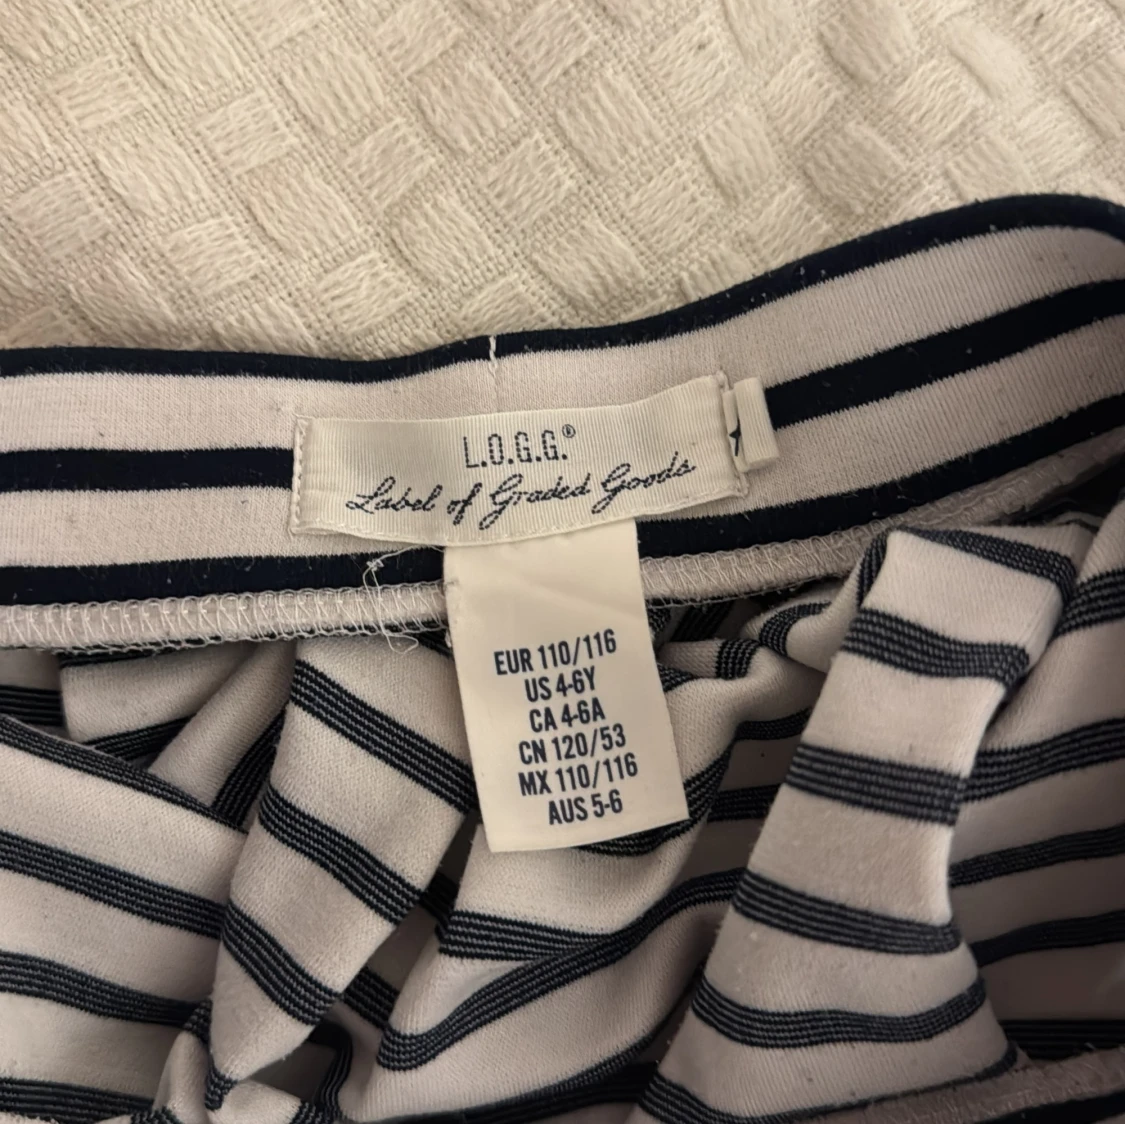 L.O.G.G.®
Label of Graded Goods
EUR 110/116
US 4-6Y
CA 4-6A
CN 120/53
MX 110/116
AUS 5-6